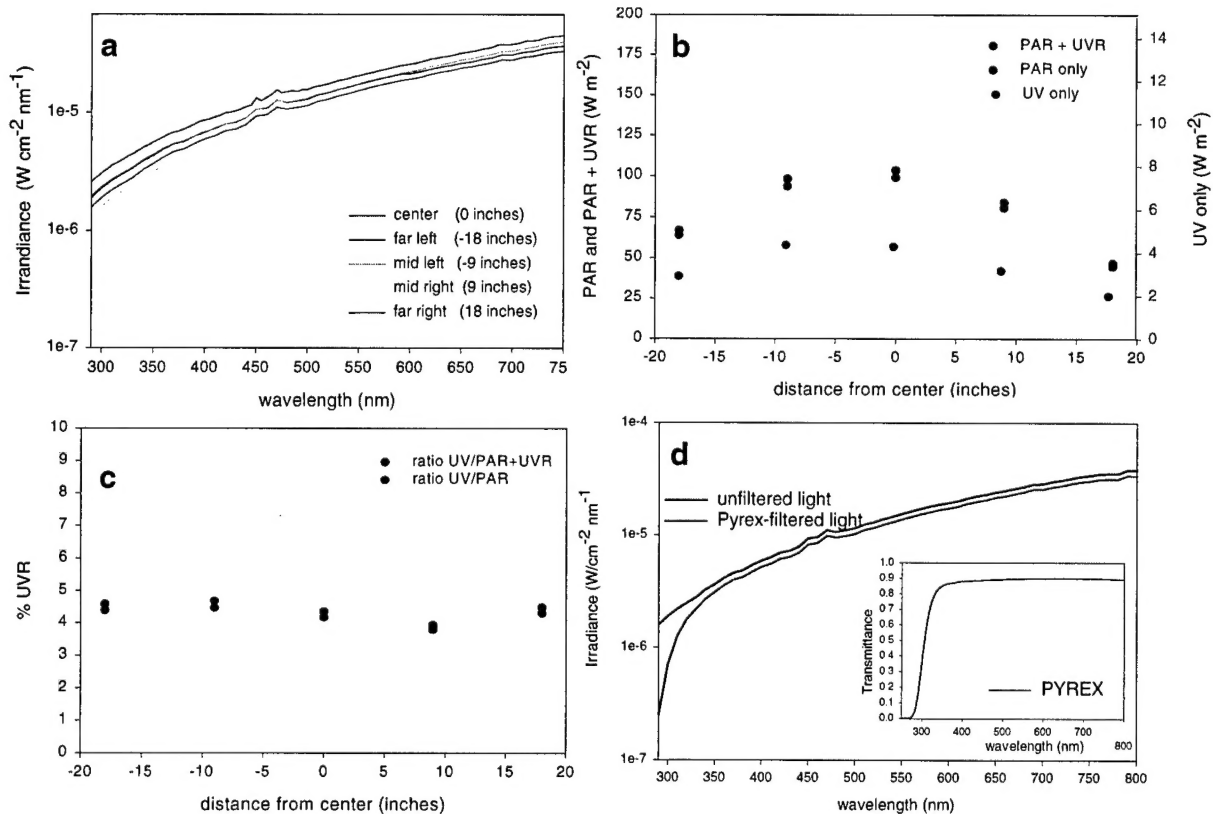 a
Irrandiance (W cm-2 nm-1)
1e-5
1e-6
1e-7
center (0 inches)
far left (-18 inches)
mid left (-9 inches)
mid right (9 inches)
far right (18 inches)
300 350 400 450 500 550 600 650 700 75
wavelength (nm)
b
PAR and PAR + UVR (W m-2)
200
175
150
125
100
75
50
25
0
PAR + UVR
PAR only
UV only
14
12
10
8
6
4
2
0
UV only (W m-2)
-20 -15 -10 -5 0 5 10 15 20
distance from center (inches)
c
% UVR
10
9
8
7
6
5
4
3
2
1
0
ratio UV/PAR+UVR
ratio UV/PAR
-20 -15 -10 -5 0 5 10 15 20
distance from center (inches)
d
Irradiance (W/cm-2 nm-1)
1e-4
1e-5
1e-6
1e-7
unfiltered light
Pyrex-filtered light
Transmittance
1.0
0.9
0 8
0 7
0 6
0 5
0 4
0 3
0 2
0 1
0.0
PYREX
300 400 500 600 700 800
wavelength (nm)
300 350 400 450 500 550 600 650 700 750 800
wavelength (nm)